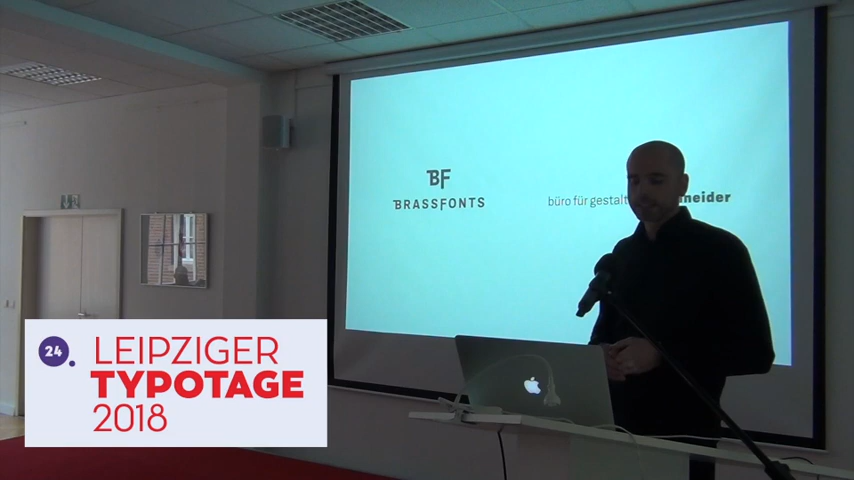 BF
BRASSFONTS
büro für gestalt
neider
24.
LEIPZIGER
TYPOTAGE
2018